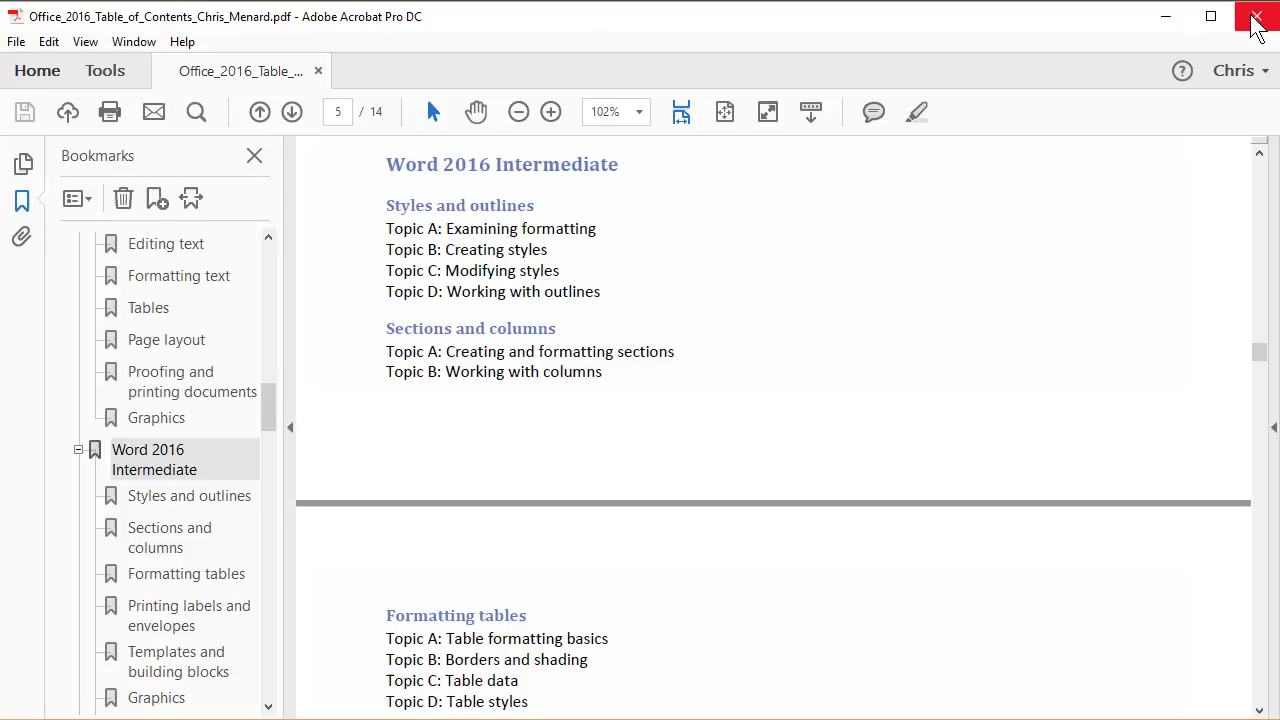 Office_2016_Table_of_Contents_Chris_Menard.pdf - Adobe Acrobat Pro DC
File Edit View Window Help
Home Tools Office_2016_Table_... Chris
5 / 14 102%
Bookmarks
Editing text
Formatting text
Tables
Page layout
Proofing and
printing documents
Graphics
Word 2016
Intermediate
Styles and outlines
Sections and
columns
Formatting tables
Printing labels and
envelopes
Templates and
building blocks
Graphics
Word 2016 Intermediate
Styles and outlines
Topic A: Examining formatting
Topic B: Creating styles
Topic C: Modifying styles
Topic D: Working with outlines
Sections and columns
Topic A: Creating and formatting sections
Topic B: Working with columns
Formatting tables
Topic A: Table formatting basics
Topic B: Borders and shading
Topic C: Table data
Topic D: Table styles